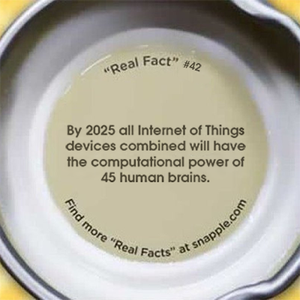 "Real Fact" #42
By 2025 all Internet of Things
devices combined will have
the computational power of
45 human brains.
Find more "Real Facts" at snapple.com